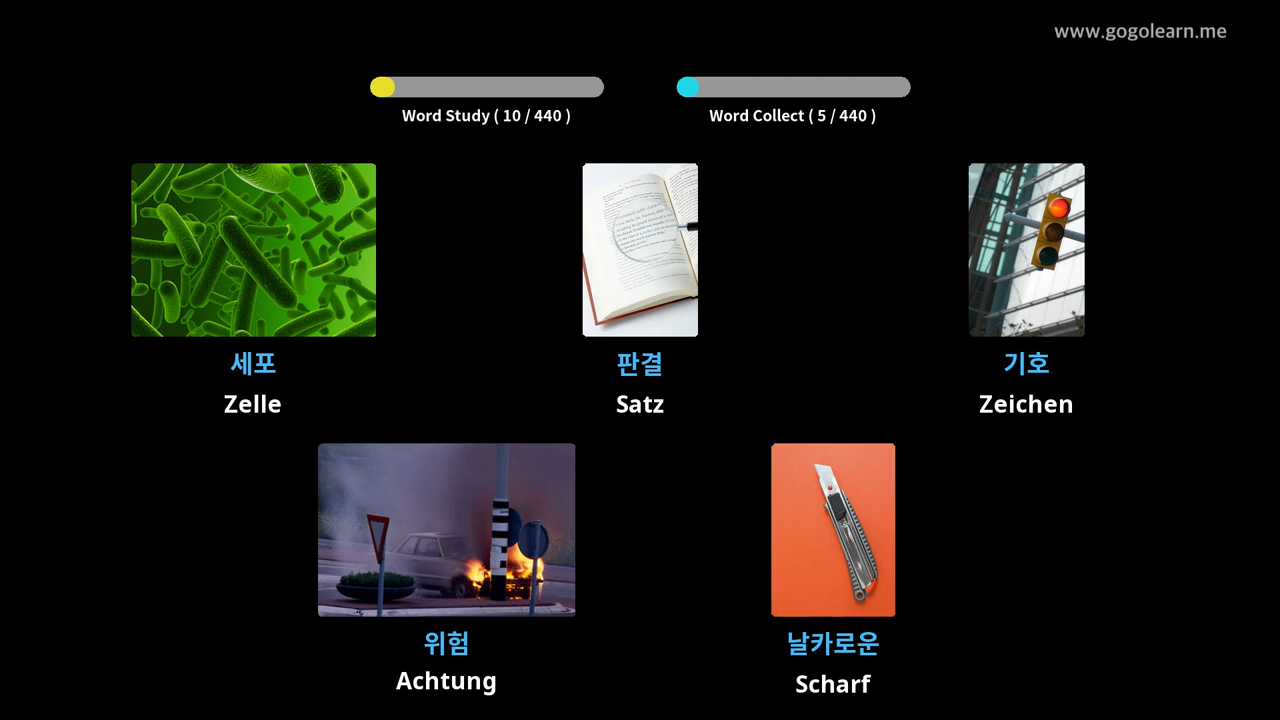 www.gogolearn.me
Word Study ( 10 / 440 )
Word Collect ( 5 / 440 )
세포
Zelle
판결
Satz
기호
Zeichen
위험
Achtung
날카로운
Scharf